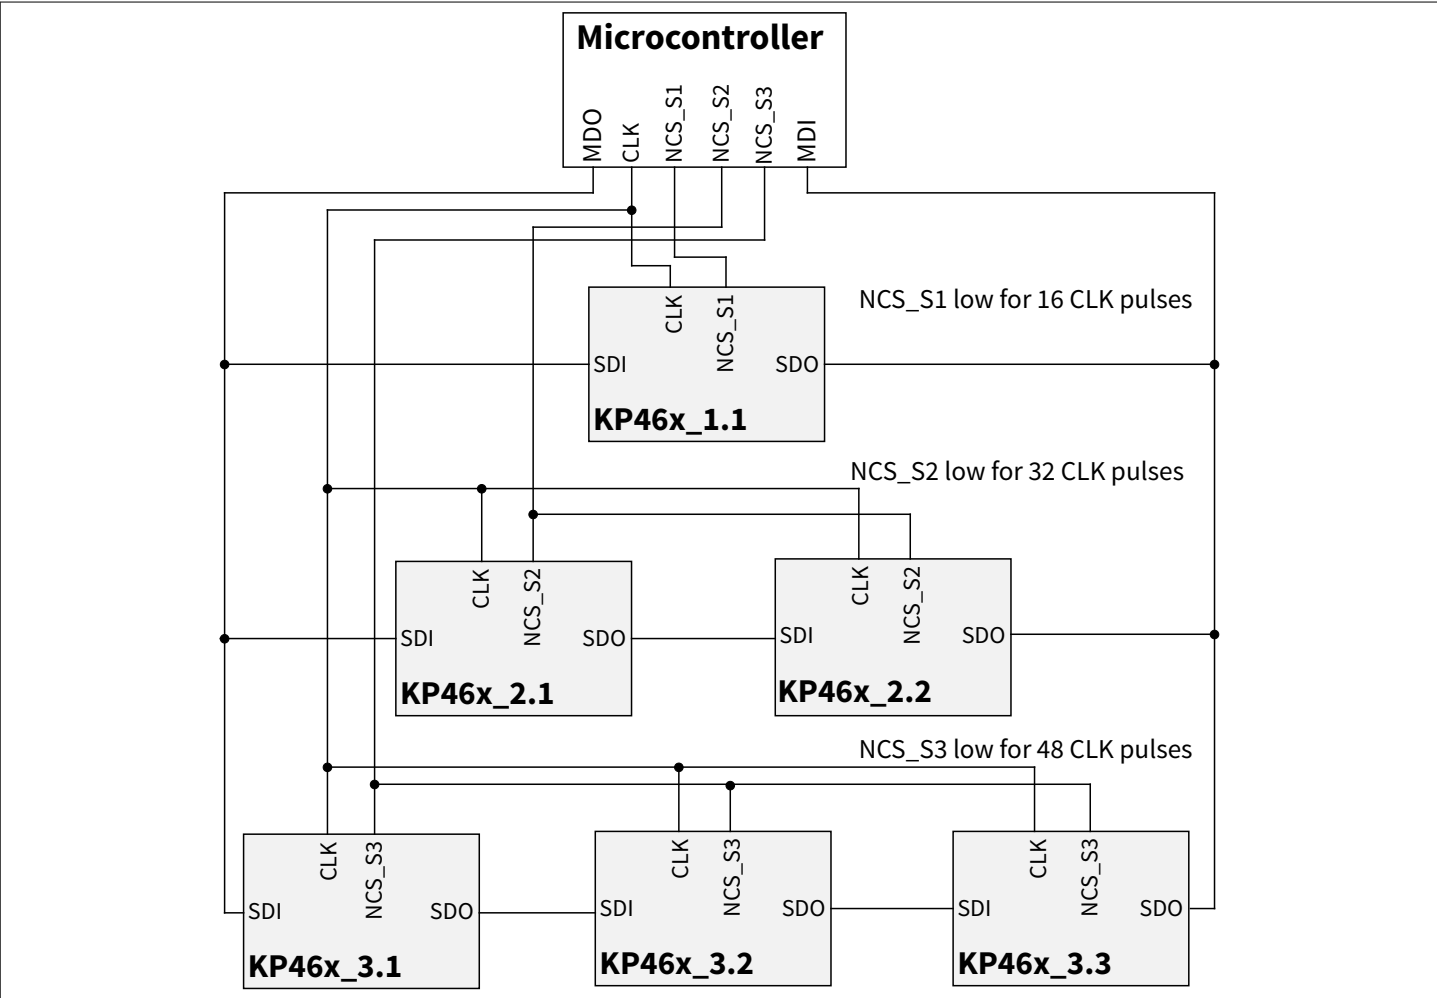 Microcontroller
MDO
CLK
NCS_S1
NCS_S2
NCS_S3
MDI
NCS_S1 low for 16 CLK pulses
CLK
NCS_S1
SDI
SDO
KP46x_1.1
NCS_S2 low for 32 CLK pulses
CLK
NCS_S2
SDI
SDO
KP46x_2.1
CLK
NCS_S2
SDI
SDO
KP46x_2.2
NCS_S3 low for 48 CLK pulses
CLK
NCS_S3
SDI
SDO
KP46x_3.1
CLK
NCS_S3
SDI
SDO
KP46x_3.2
CLK
NCS_S3
SDI
SDO
KP46x_3.3